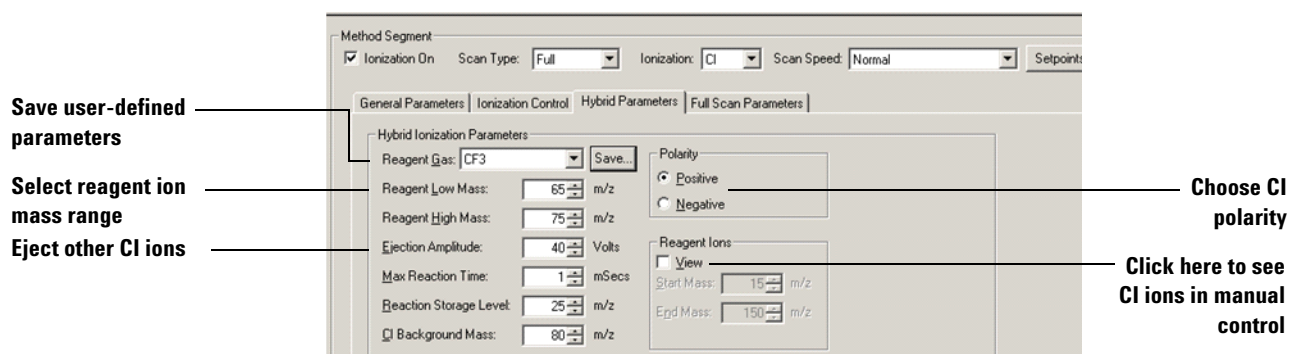 Method Segment
Ionization On Scan Type: Full Ionization: CI Scan Speed: Normal Setpoints
General Parameters Ionization Control Hybrid Parameters Full Scan Parameters
Save user-defined
parameters
Select reagent ion
mass range
Eject other CI ions
Hybrid Ionization Parameters
Reagent Gas: CF3 Save...
Reagent Low Mass: 65 m/z
Reagent High Mass: 75 m/z
Ejection Amplitude: 40 Volts
Max Reaction Time: 1 mSecs
Reaction Storage Level: 25 m/z
CI Background Mass: 80 m/z
Polarity
Positive
Negative
Reagent Ions
View
Start Mass: 15 m/z
End Mass: 150 m/z
Choose CI
polarity
Click here to see
CI ions in manual
control